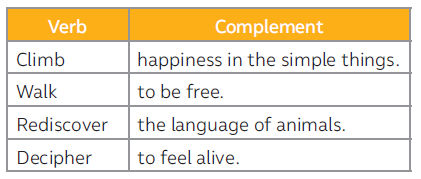 Verb Complement
Climb happiness in the simple things.
Walk to be free.
Rediscover the language of animals.
Decipher to feel alive.